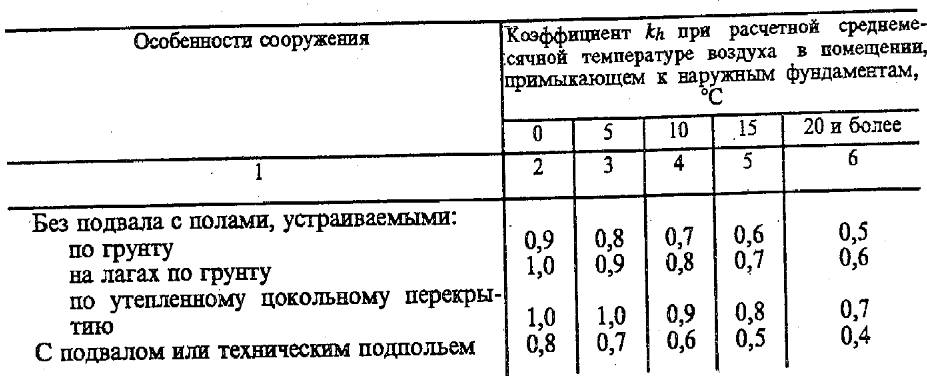 Особенности сооружения
Коэффициент kh при расчетной среднеме-
сячной температуре воздуха в помещении,
примыкающем к наружным фундаментам,
°С
0 5 10 15 20 и более
1 2 3 4 5 6
Без подвала с полами, устраиваемыми:
по грунту 0,9 0,8 0,7 0,6 0,5
на лагах по грунту 1,0 0,9 0,8 0,7 0,6
по утепленному цокольному перекры-
тию 1,0 1,0 0,9 0,8 0,7
С подвалом или техническим подпольем 0,8 0,7 0,6 0,5 0,4